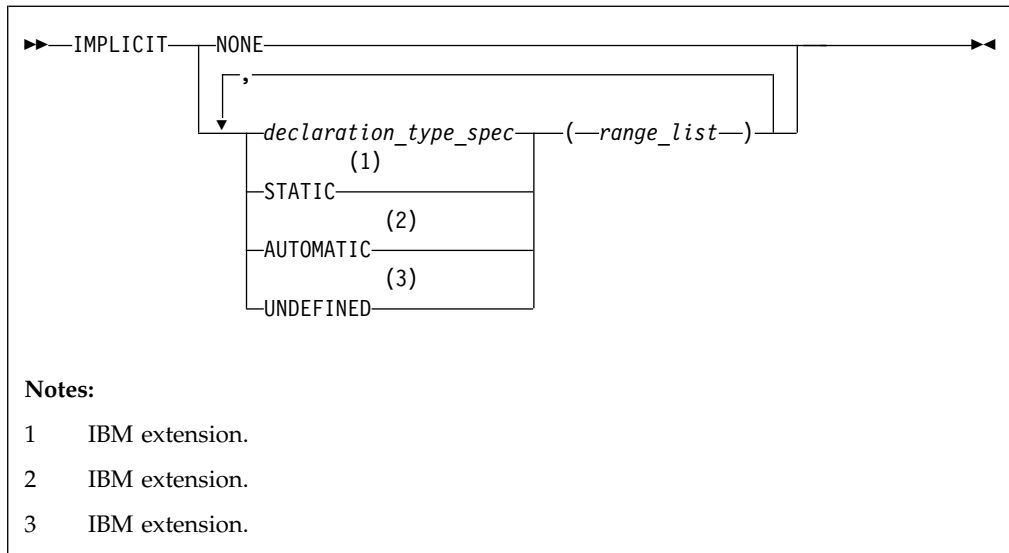 IMPLICIT NONE
,
declaration_type_spec ( range_list )
(1)
STATIC
(2)
AUTOMATIC
(3)
UNDEFINED
Notes:
1 IBM extension.
2 IBM extension.
3 IBM extension.